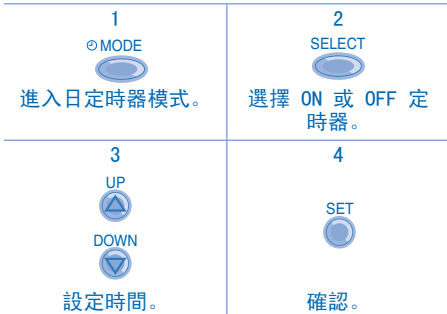 1
MODE
進入日定時器模式。
2
SELECT
選擇 ON 或 OFF 定
時器。
3
UP
DOWN
設定時間。
4
SET
確認。